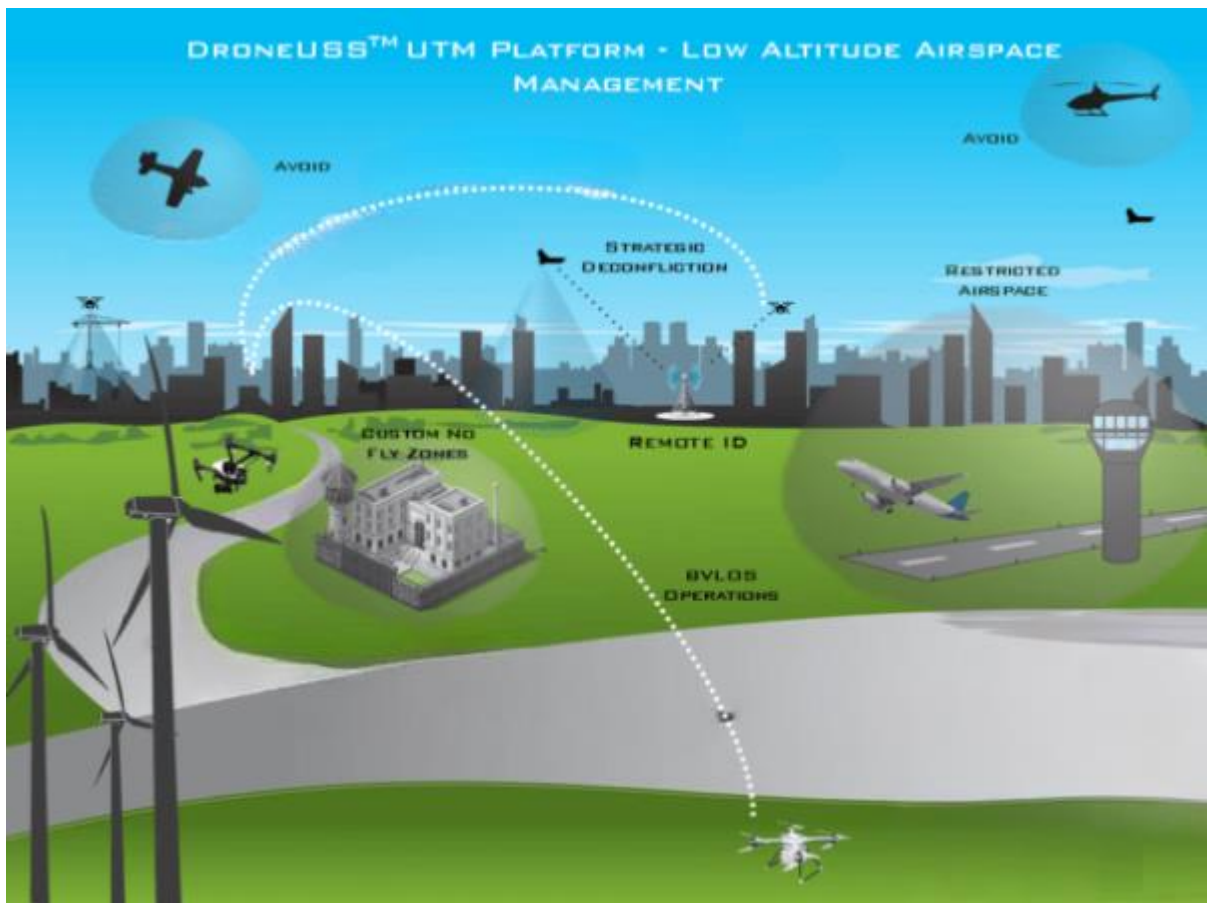 DroneUSS™ UTM Platform - Low Altitude Airspace
Management
Avoid
Avoid
Strategic
Deconfliction
Restricted
Airspace
Custom No
Fly Zones
Remote ID
BVLOS
Operations